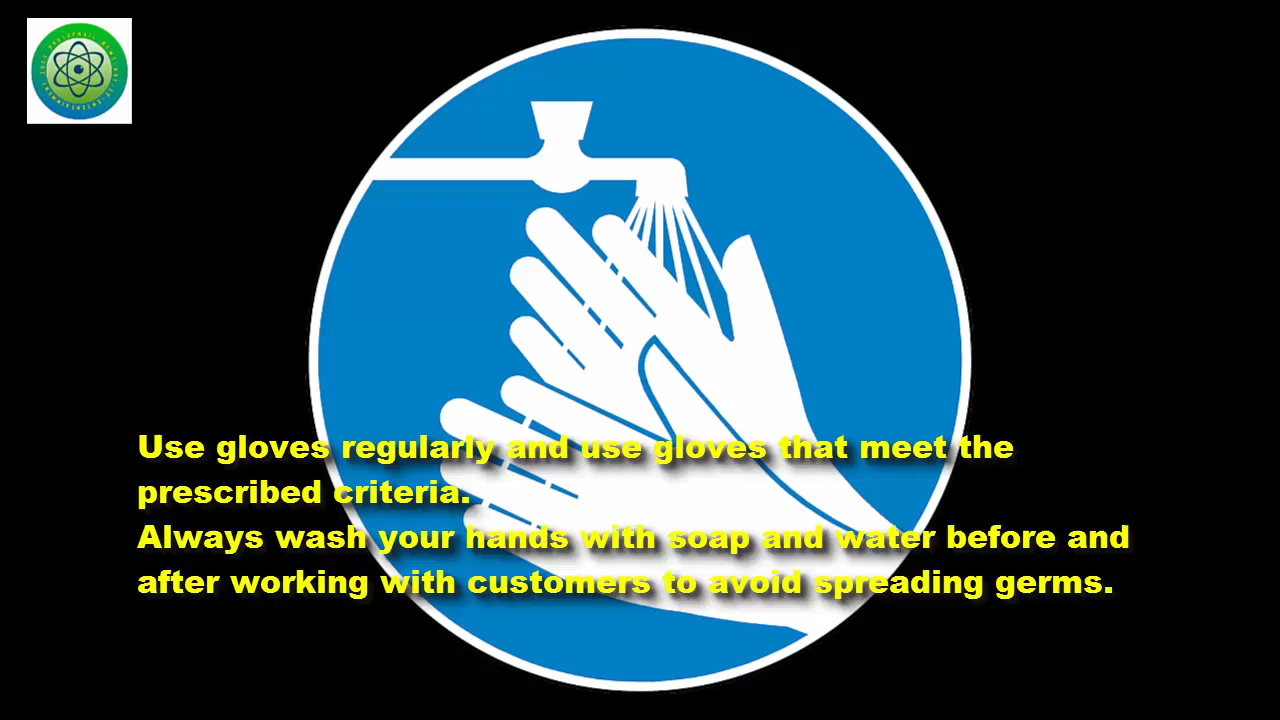 Use gloves regularly and use gloves that meet the
prescribed criteria.
Always wash your hands with soap and water before and
after working with customers to avoid spreading germs.